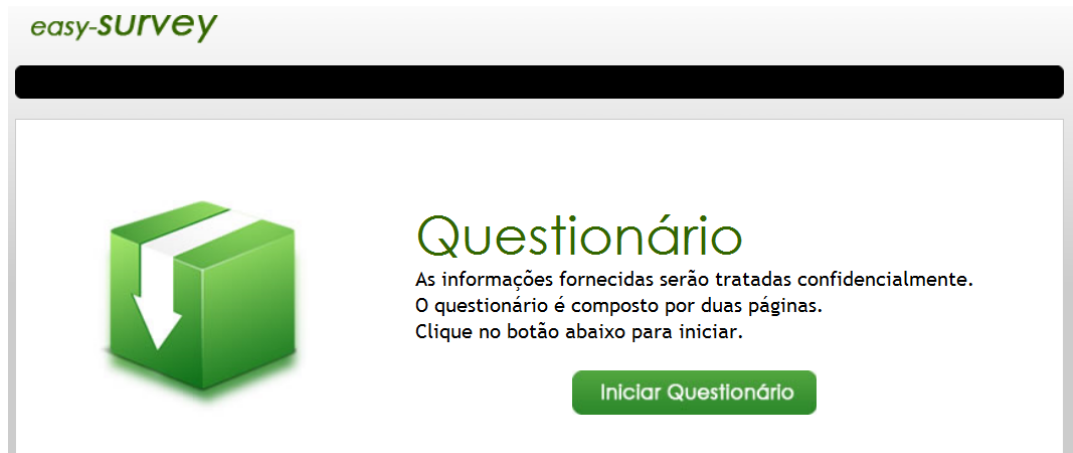 easy-survey
Questionário
As informações fornecidas serão tratadas confidencialmente.
O questionário é composto por duas páginas.
Clique no botão abaixo para iniciar.
Iniciar Questionário